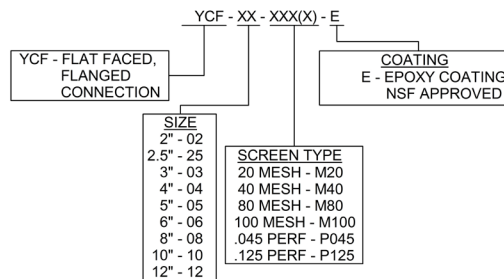 YCF - XX - XXX(X) - E
YCF - FLAT FACED,
FLANGED
CONNECTION
COATING
E - EPOXY COATING
NSF APPROVED
SIZE
2" - 02
2.5" - 25
3" - 03
4" - 04
5" - 05
6" - 06
8" - 08
10" - 10
12" - 12
SCREEN TYPE
20 MESH - M20
40 MESH - M40
80 MESH - M80
100 MESH - M100
.045 PERF - P045
.125 PERF - P125